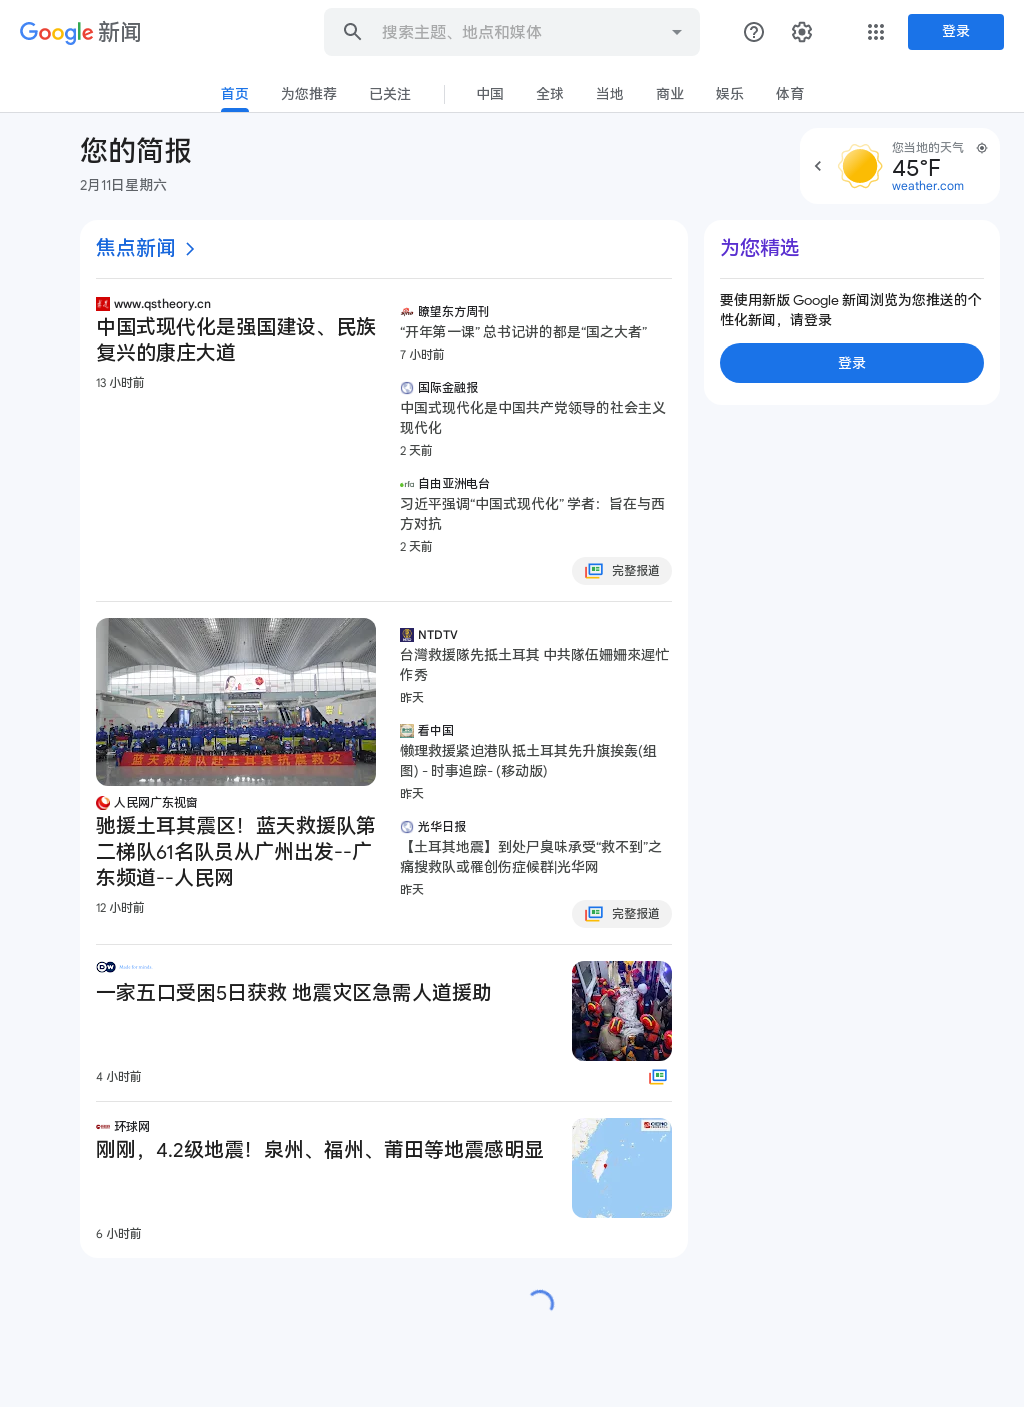 Google 新闻
搜索主题、地点和媒体
登录
首页
为您推荐
已关注
中国
全球
当地
商业
娱乐
体育
您的简报
2月11日星期六
您当地的天气
45°F
weather.com
焦点新闻
www.qstheory.cn
中国式现代化是强国建设、民族
复兴的康庄大道
13 小时前
瞭望东方周刊
“开年第一课” 总书记讲的都是“国之大者”
7 小时前
国际金融报
中国式现代化是中国共产党领导的社会主义
现代化
2 天前
rfa 自由亚洲电台
习近平强调“中国式现代化” 学者：旨在与西
方对抗
2 天前
完整报道
蓝天救援队赴土耳其抗震救灾
人民网广东视窗
驰援土耳其震区！蓝天救援队第
二梯队61名队员从广州出发--广
东频道--人民网
12 小时前
NTDTV
台灣救援隊先抵土耳其 中共隊伍姍姍來遲忙
作秀
昨天
看中国
懒理救援紧迫港队抵土耳其先升旗挨轰(组
图) - 时事追踪- (移动版)
昨天
光华日报
【土耳其地震】到处尸臭味承受“救不到”之
痛搜救队或罹创伤症候群|光华网
昨天
完整报道
DW Made for minds
一家五口受困5日获救 地震灾区急需人道援助
4 小时前
环球网
刚刚，4.2级地震！泉州、福州、莆田等地震感明显
6 小时前
为您精选
要使用新版 Google 新闻浏览为您推送的个
性化新闻，请登录
登录